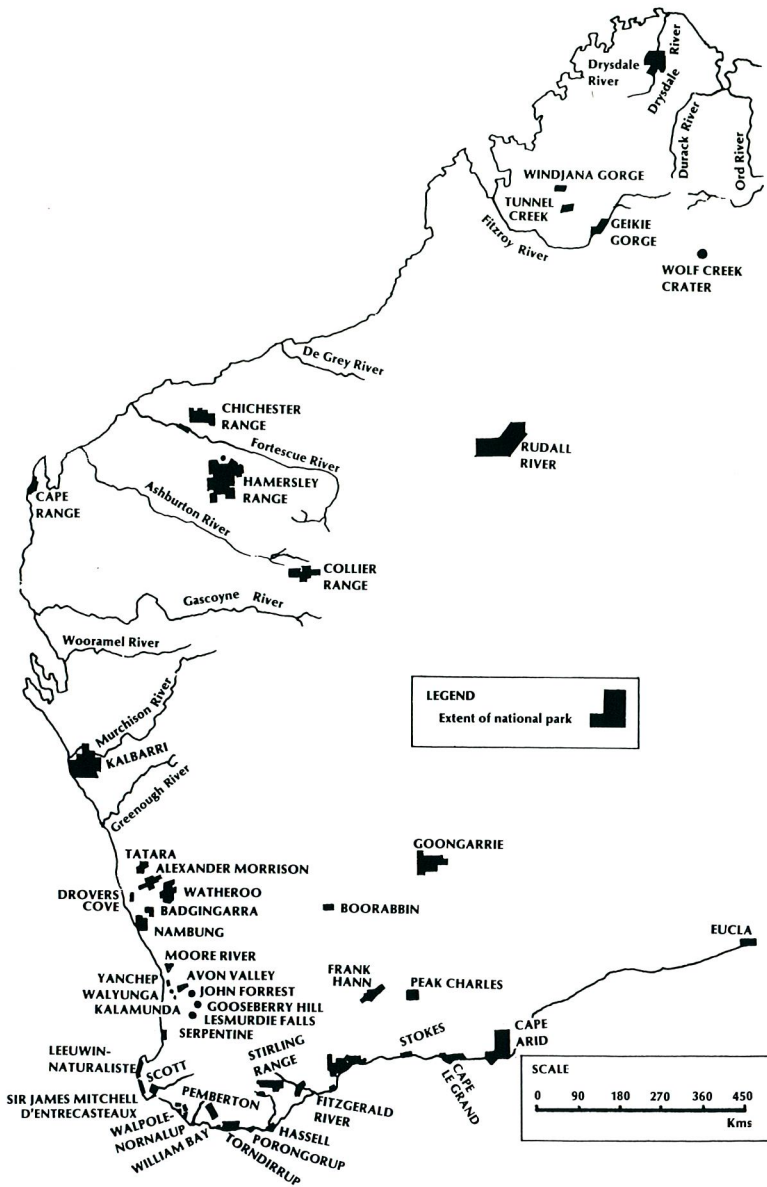 Drysdale
River
River
Drysdale
Durack River
Ord River
WINDJANA GORGE
TUNNEL
CREEK
GEIKIE
GORGE
Fitzroy River
WOLF CREEK
CRATER
De Grey River
CHICHESTER
RANGE
Fortescue River
RUDALL
RIVER
HAMERSLEY
RANGE
CAPE
RANGE
Ashburton River
COLLIER
RANGE
Gascoyne River
Wooramel River
LEGEND
Extent of national park
Murchison River
KALBARRI
Greenough River
GOONGARRIE
TATARA
ALEXANDER MORRISON
WATHEROO
DROVERS
COVE
BADGINGARRA
NAMBUNG
BOORABBIN
EUCLA
MOORE RIVER
YANCHEP
AVON VALLEY
WALYUNGA
JOHN FORREST
KALAMUNDA
GOOSEBERRY HILL
LESMURDIE FALLS
SERPENTINE
FRANK
HANN
PEAK CHARLES
CAPE
ARID
STOKES
CAPE
LE GRAND
LEEUWIN-
NATURALISTE
SCOTT
STIRLING
RANGE
SIR JAMES MITCHELL
D'ENTRECASTEAUX
PEMBERTON
FITZGERALD
RIVER
WALPOLE-
NORNALUP
WILLIAM BAY
HASSELL
PORONGORUP
TORNDIRRUP
SCALE
0 90 180 270 360 450
Kms